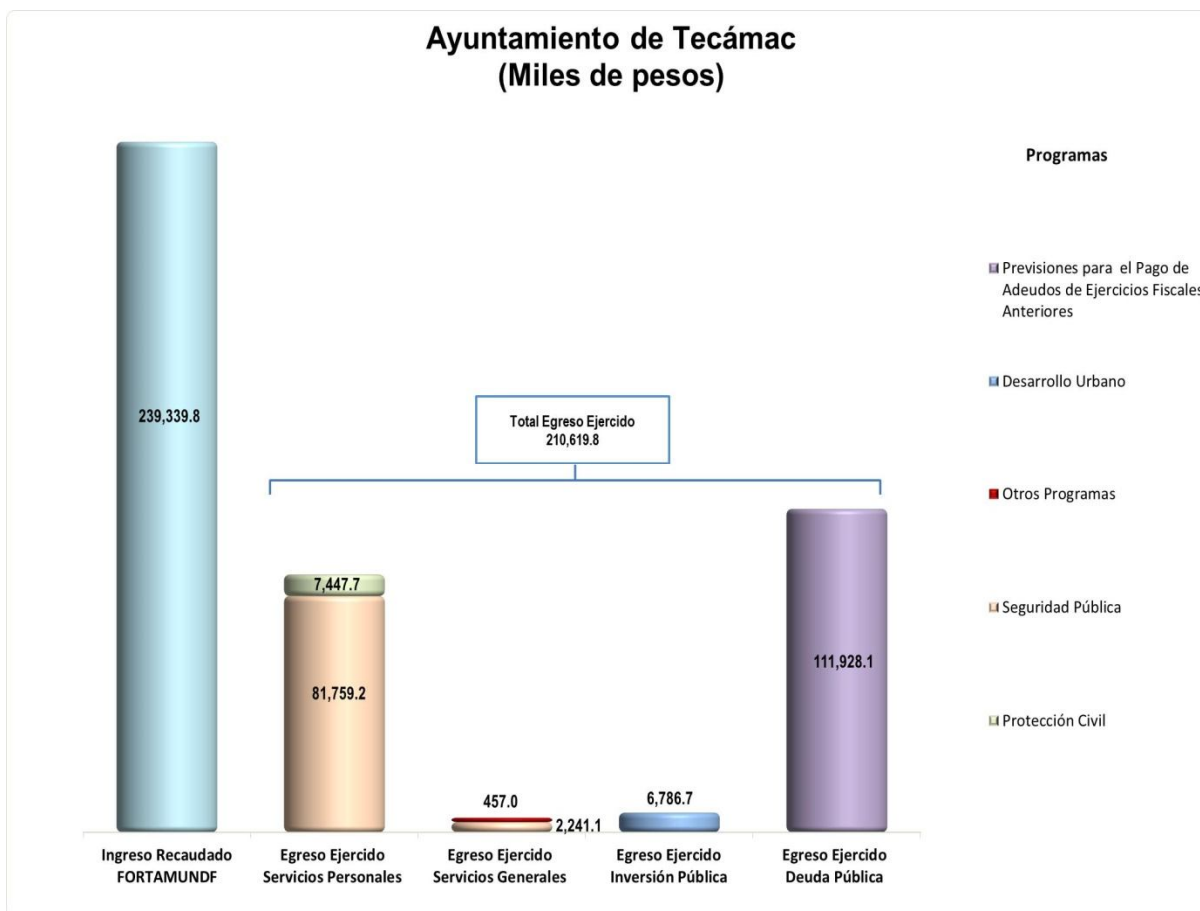 Ayuntamiento de Tecámac
(Miles de pesos)
Programas
Previsiones para el Pago de
Adeudos de Ejercicios Fiscales
Anteriores
Desarrollo Urbano
Otros Programas
Seguridad Pública
Protección Civil
239,339.8
Total Egreso Ejercido
210,619.8
7,447.7
81,759.2
457.0
2,241.1
6,786.7
111,928.1
Ingreso Recaudado
FORTAMUNDF
Egreso Ejercido
Servicios Personales
Egreso Ejercido
Servicios Generales
Egreso Ejercido
Inversión Pública
Egreso Ejercido
Deuda Pública